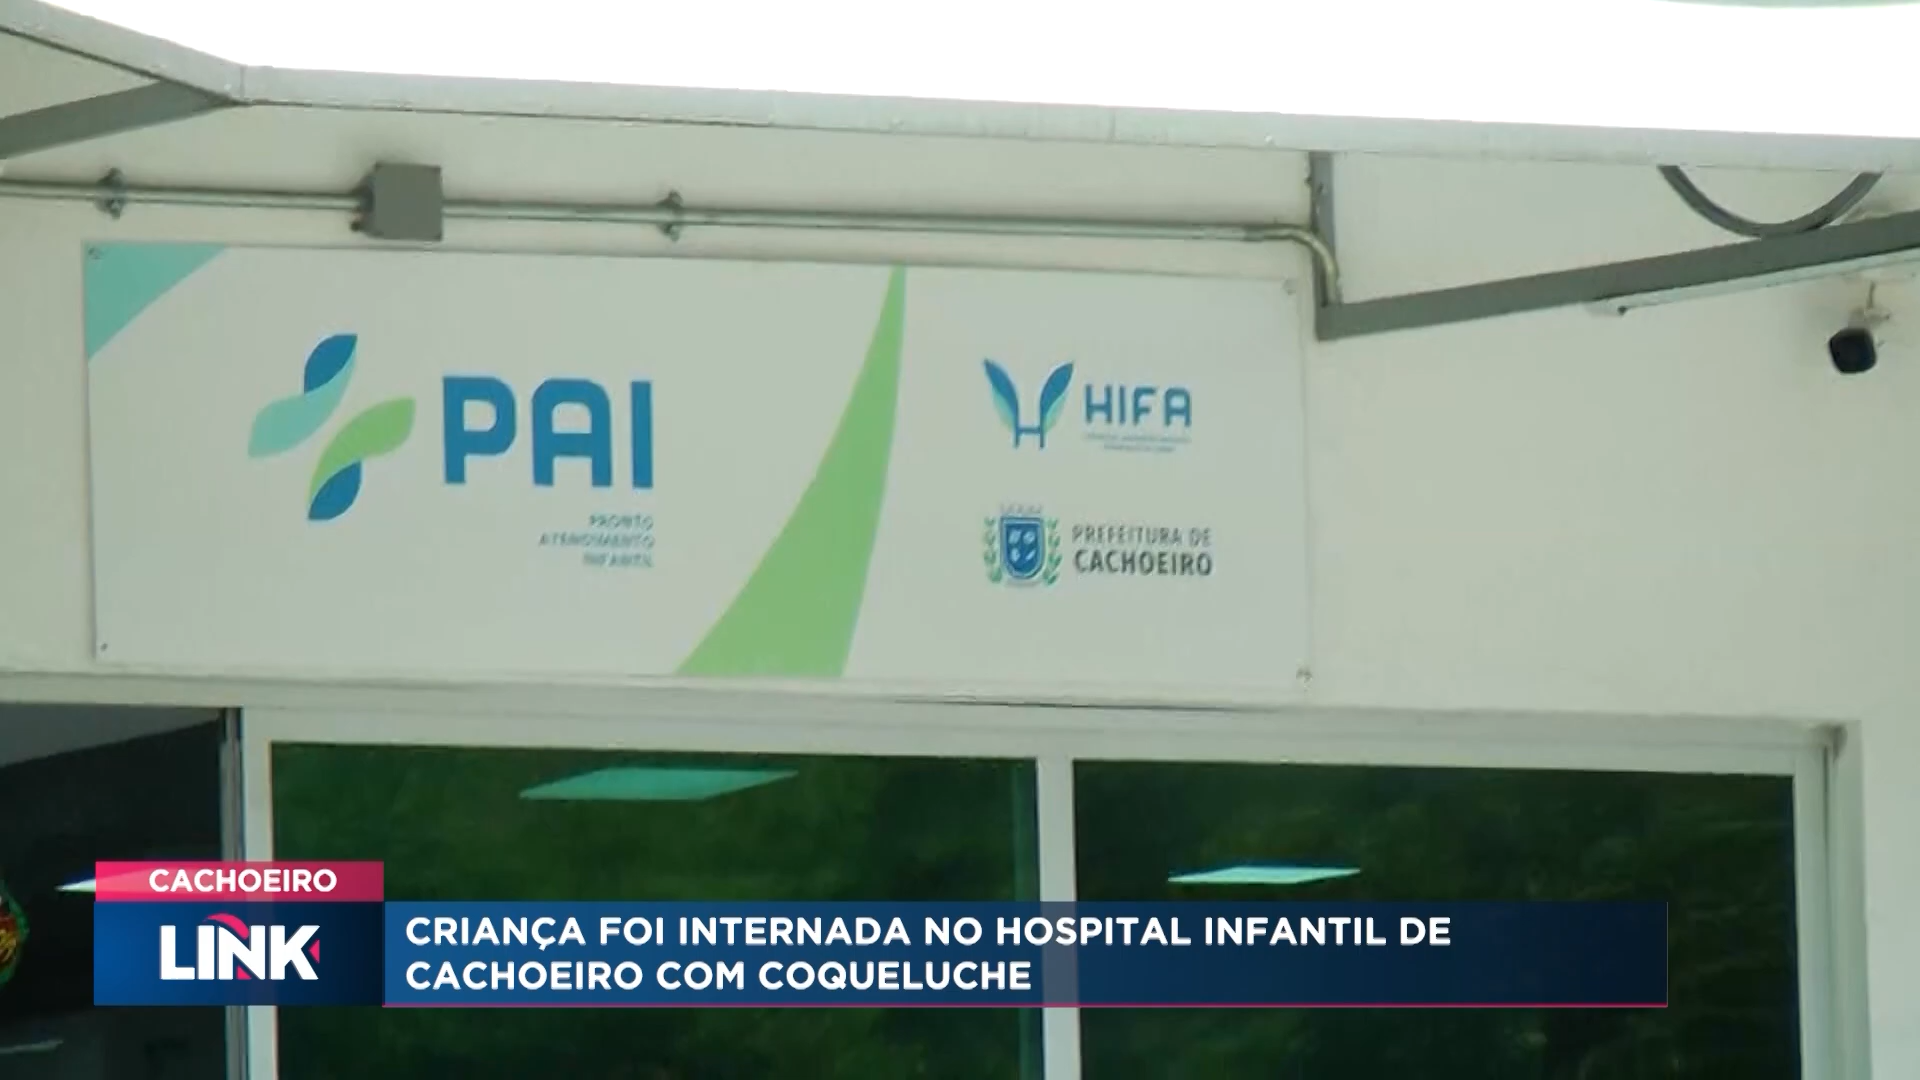 PAI
PRONTO
ATENDIMENTO
INFANTIL
HIFA
PREFEITURA DE
CACHOEIRO
CACHOEIRO
LINK
CRIANÇA FOI INTERNADA NO HOSPITAL INFANTIL DE
CACHOEIRO COM COQUELUCHE